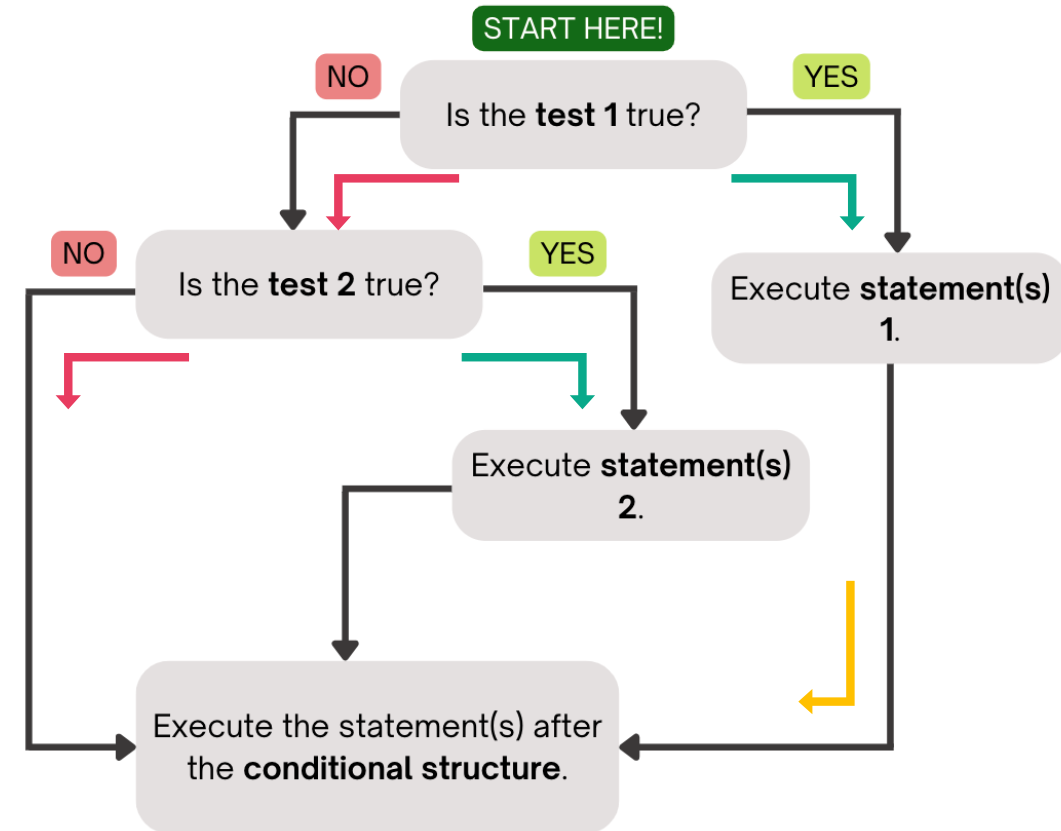 START HERE!
NO
YES
Is the test 1 true?
NO
YES
Is the test 2 true?
Execute statement(s)
1.
Execute statement(s)
2.
Execute the statement(s) after
the conditional structure.